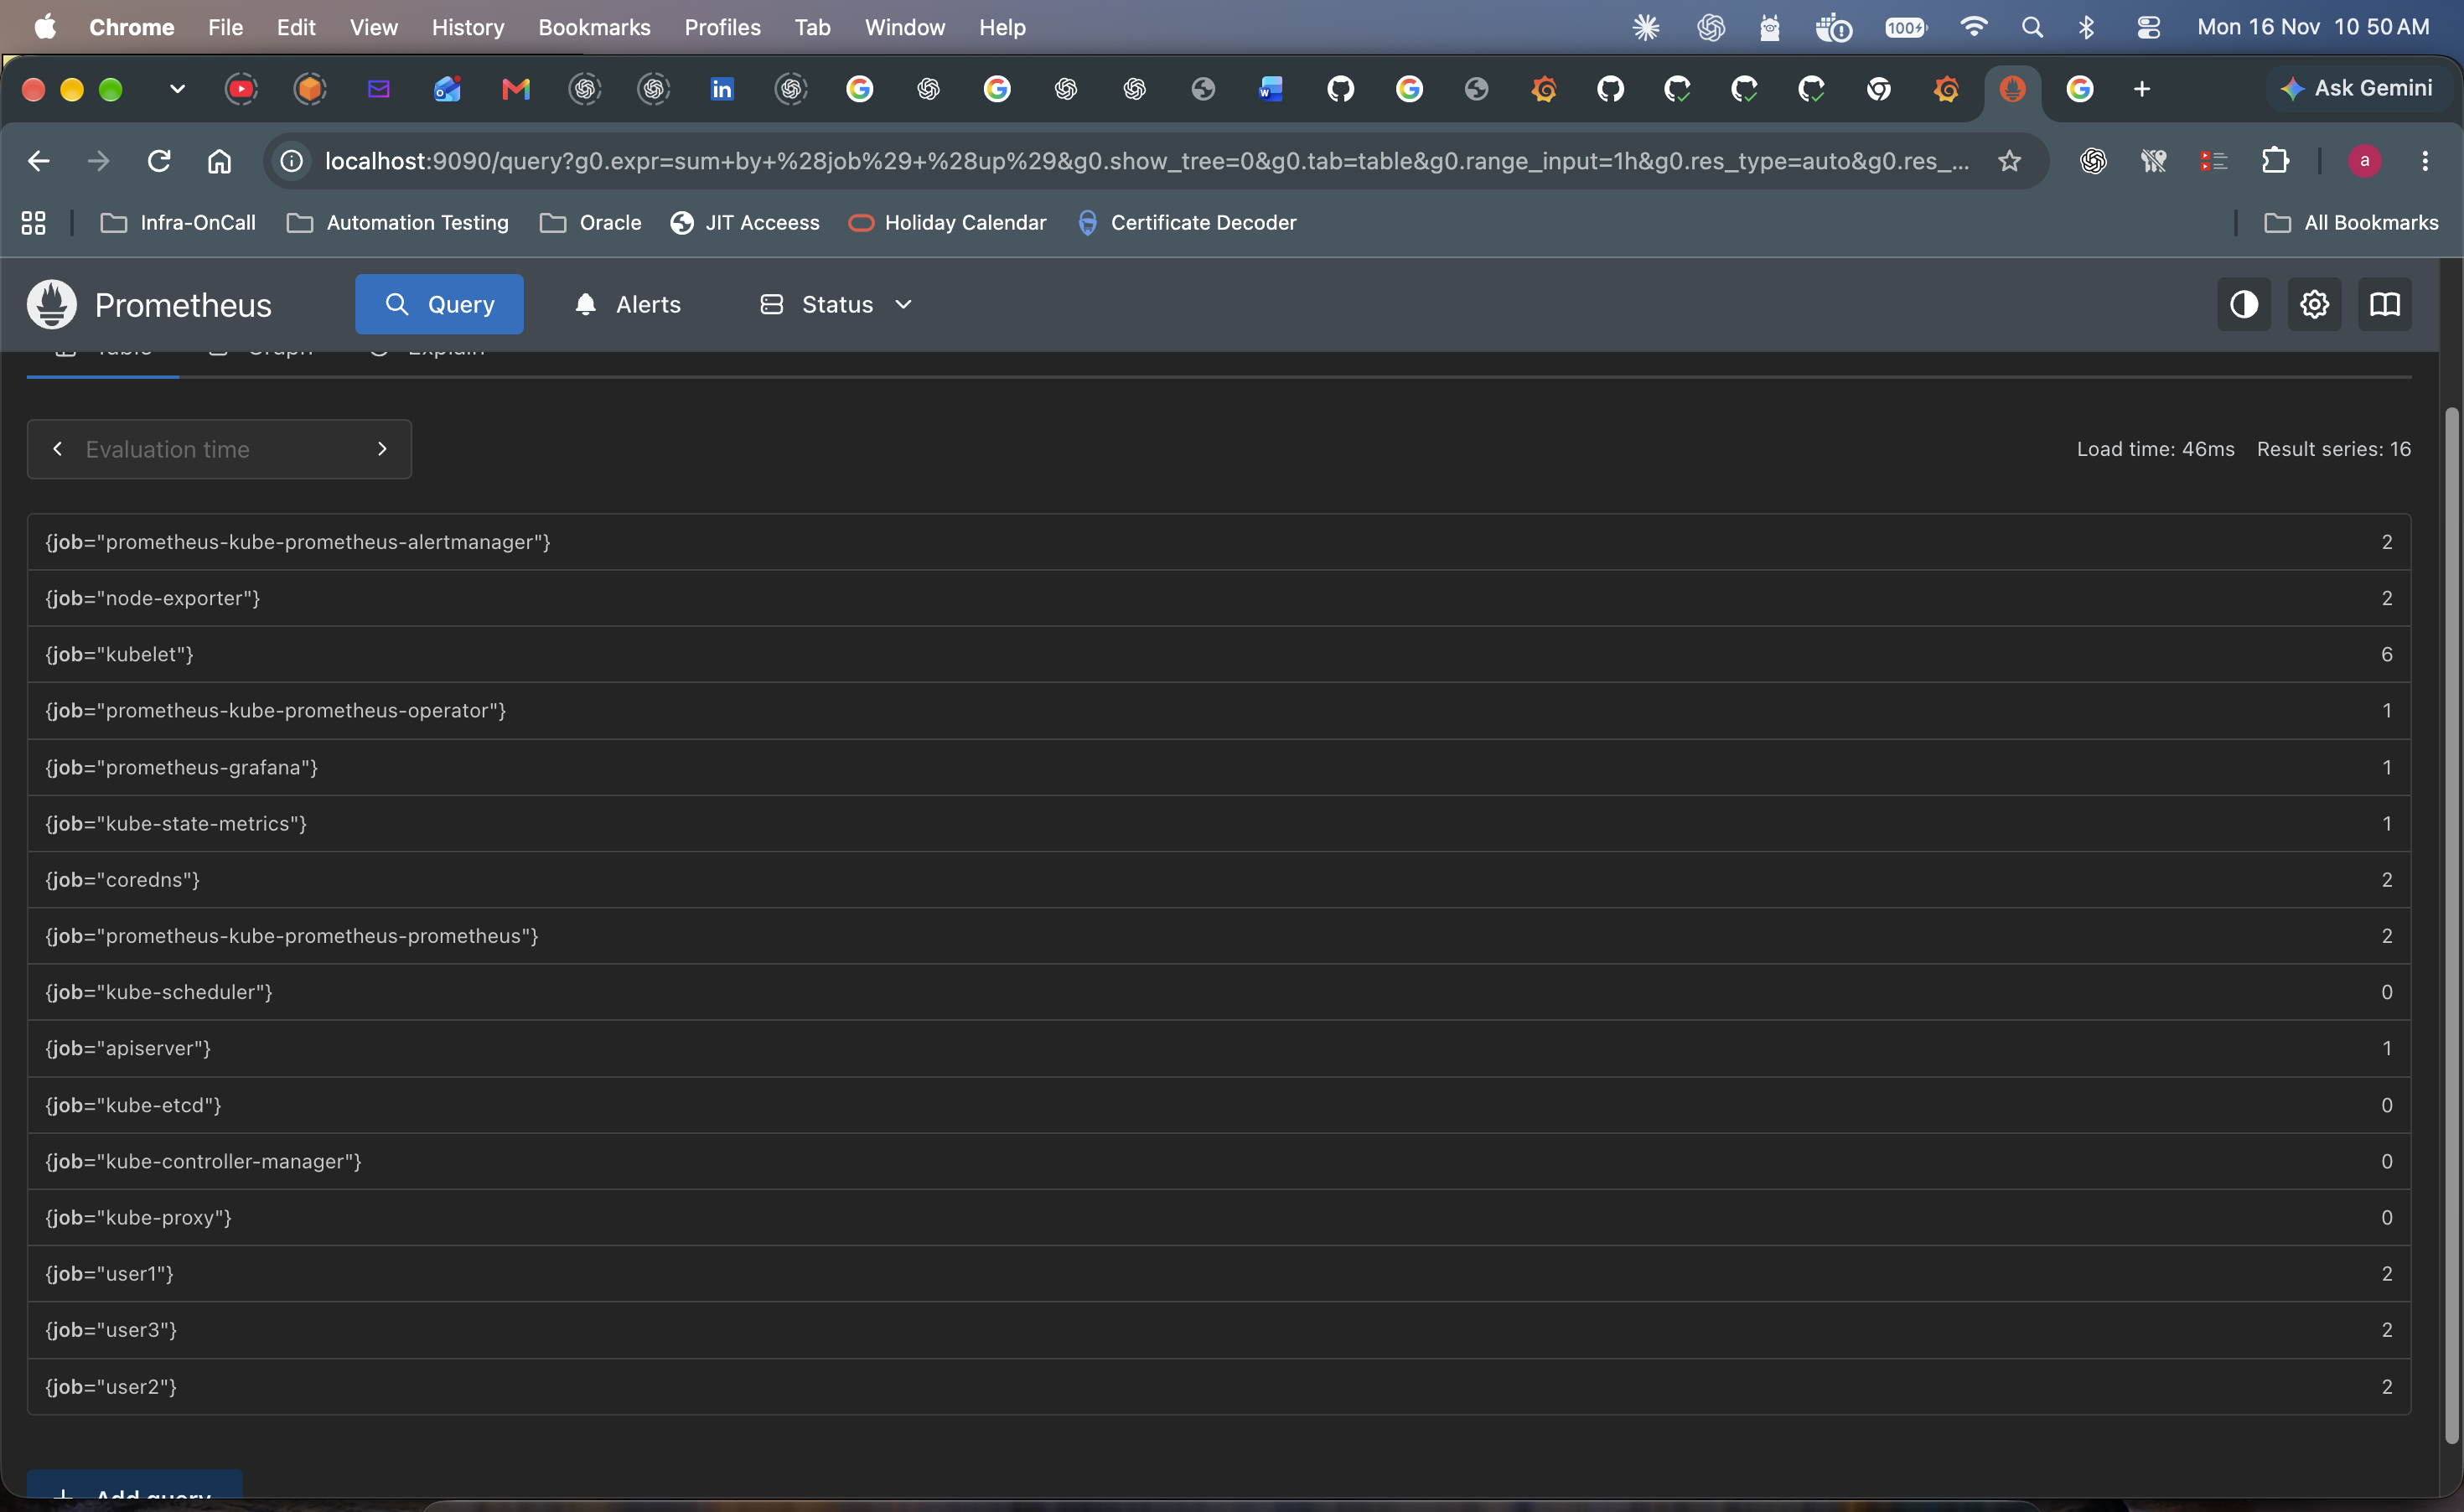 Chrome File Edit View History Bookmarks Profiles Tab Window Help 100 Mon 16 Nov 10 50 AM
Ask Gemini
localhost:9090/query?g0.expr=sum+by+%28job%29+%28up%29&g0.show_tree=0&g0.tab=table&g0.range_input=1h&g0.res_type=auto&g0.res_... a
Infra-OnCall Automation Testing Oracle JIT Acceess Holiday Calendar Certificate Decoder All Bookmarks
Prometheus Query Alerts Status
Table Graph Explain
Evaluation time Load time: 46ms Result series: 16
{job="prometheus-kube-prometheus-alertmanager"} 2
{job="node-exporter"} 2
{job="kubelet"} 6
{job="prometheus-kube-prometheus-operator"} 1
{job="prometheus-grafana"} 1
{job="kube-state-metrics"} 1
{job="coredns"} 2
{job="prometheus-kube-prometheus-prometheus"} 2
{job="kube-scheduler"} 0
{job="apiserver"} 1
{job="kube-etcd"} 0
{job="kube-controller-manager"} 0
{job="kube-proxy"} 0
{job="user1"} 2
{job="user3"} 2
{job="user2"} 2
+ Add query